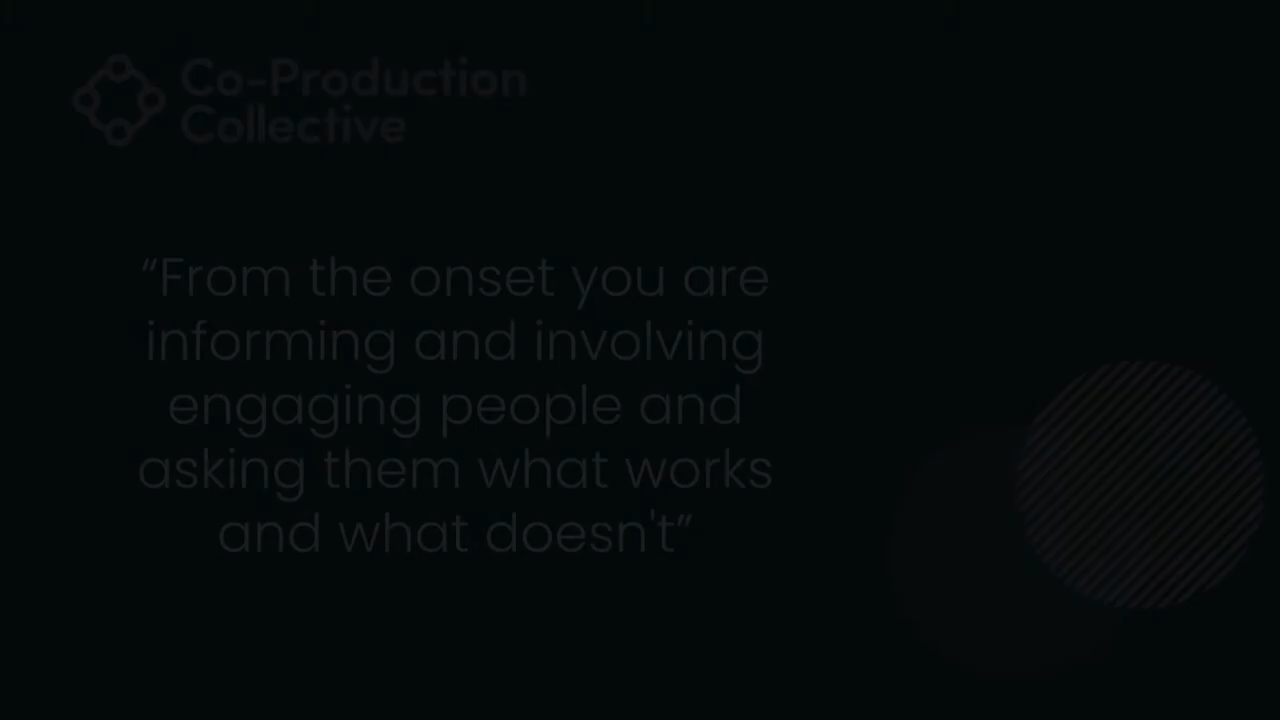 Co-Production
Collective
“From the onset you are
informing and involving
engaging people and
asking them what works
and what doesn't”